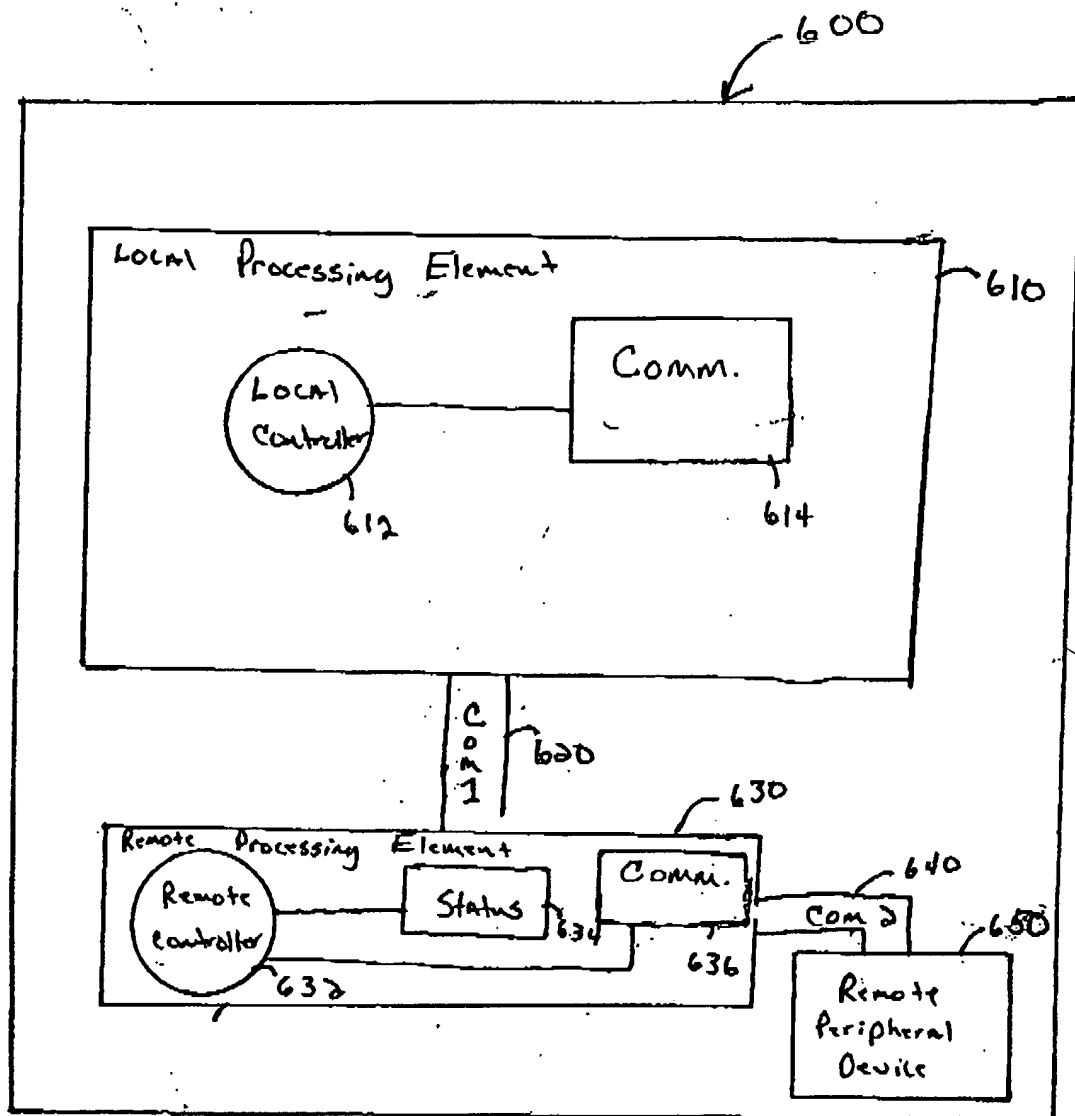 600
Local Processing Element
610
Local
Controller
612
Comm.
614
Com1
620
630
Remote Processing Element
Remote
Controller
632
Status
634
Comm.
636
640
Com 2
650
Remote
Peripheral
Device